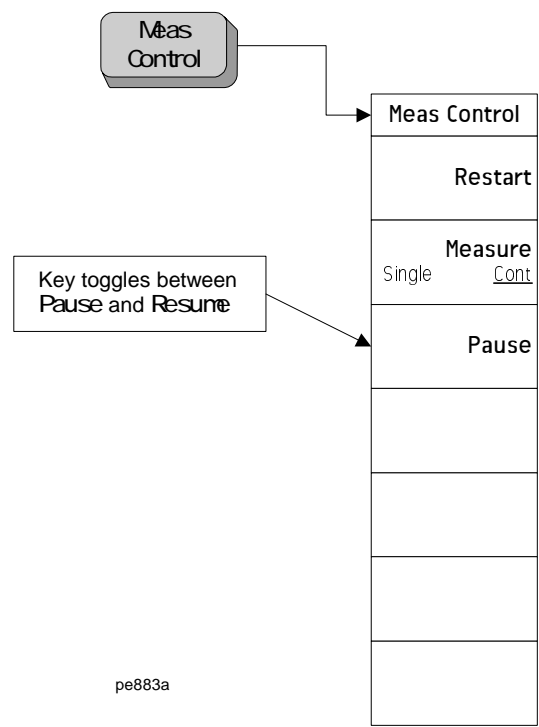 Meas
Control
Meas Control
Restart
Measure
Single Cont
Key toggles between
Pause and Resume
Pause
pe883a